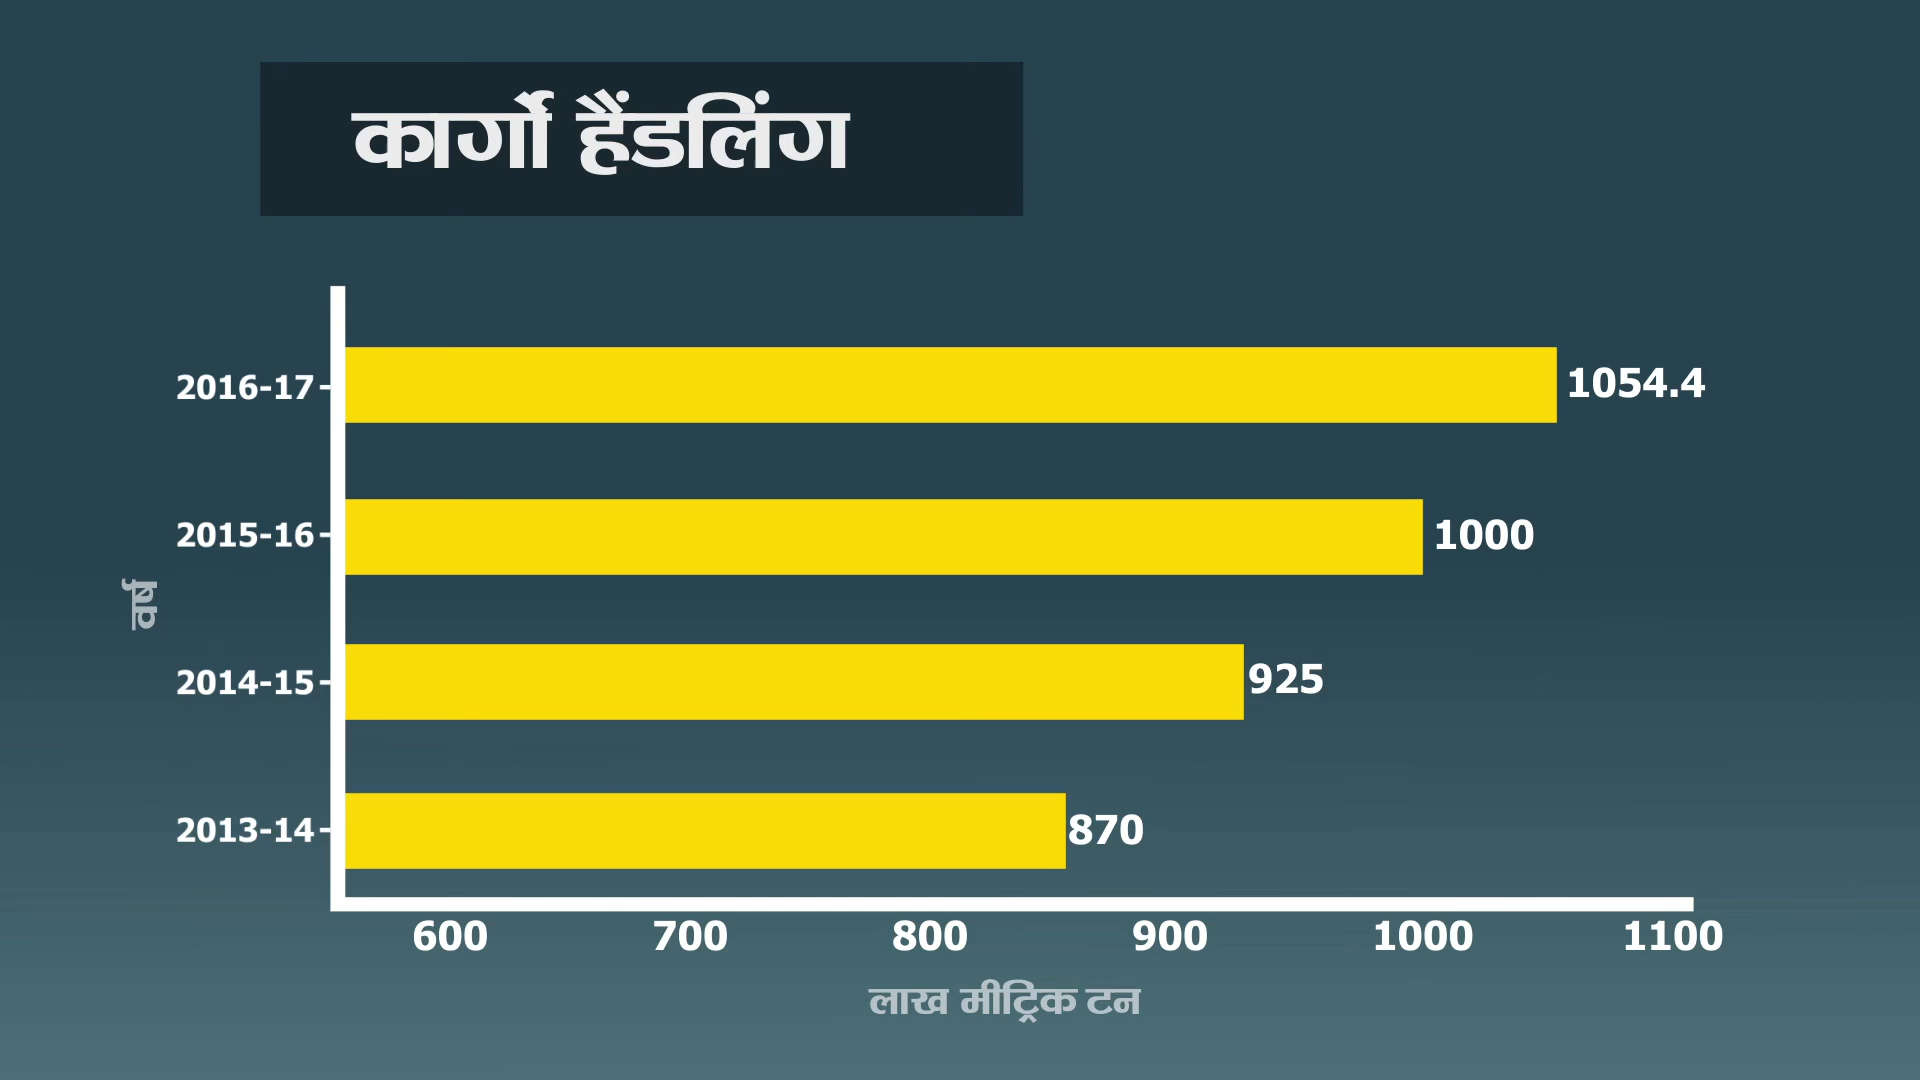 कार्गो हैंडलिंग
2016-17 1054.4
2015-16 1000
वर्ष
2014-15 925
2013-14 870
600 700 800 900 1000 1100
लाख मीट्रिक टन